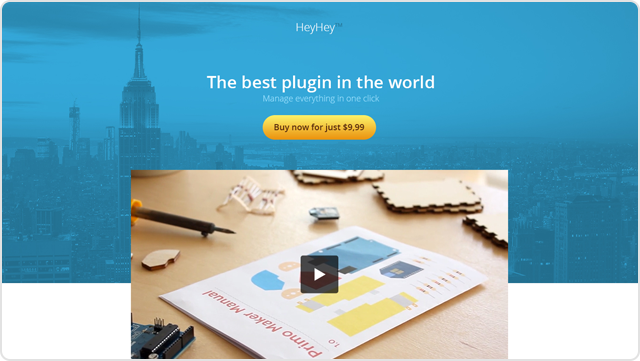 HeyHey™
The best plugin in the world
Manage everything in one click
Buy now for just $9,99
Primo Maker Manual
1.0